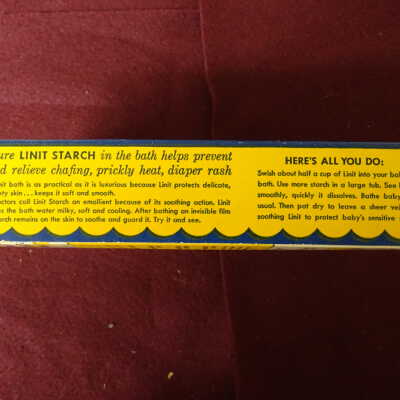 ure LINIT STARCH in the bath helps prevent
d relieve chafing, prickly heat, diaper rash
nit bath is as practical as it is luxurious because Linit protects delicate,
ty skin... keeps it soft and smooth.
ctors call Linit Starch an emollient because of its soothing action. Linit
s the bath water milky, soft and cooling. After bathing an invisible film
rch remains on the skin to soothe and guard it. Try it and see.
HERE'S ALL YOU DO:
Swish about half a cup of Linit into your bab
bath. Use more starch in a large tub. See
smoothly, quickly it dissolves. Bathe baby
usual. Then pat dry to leave a sheer vei
soothing Linit to protect baby's sensitive